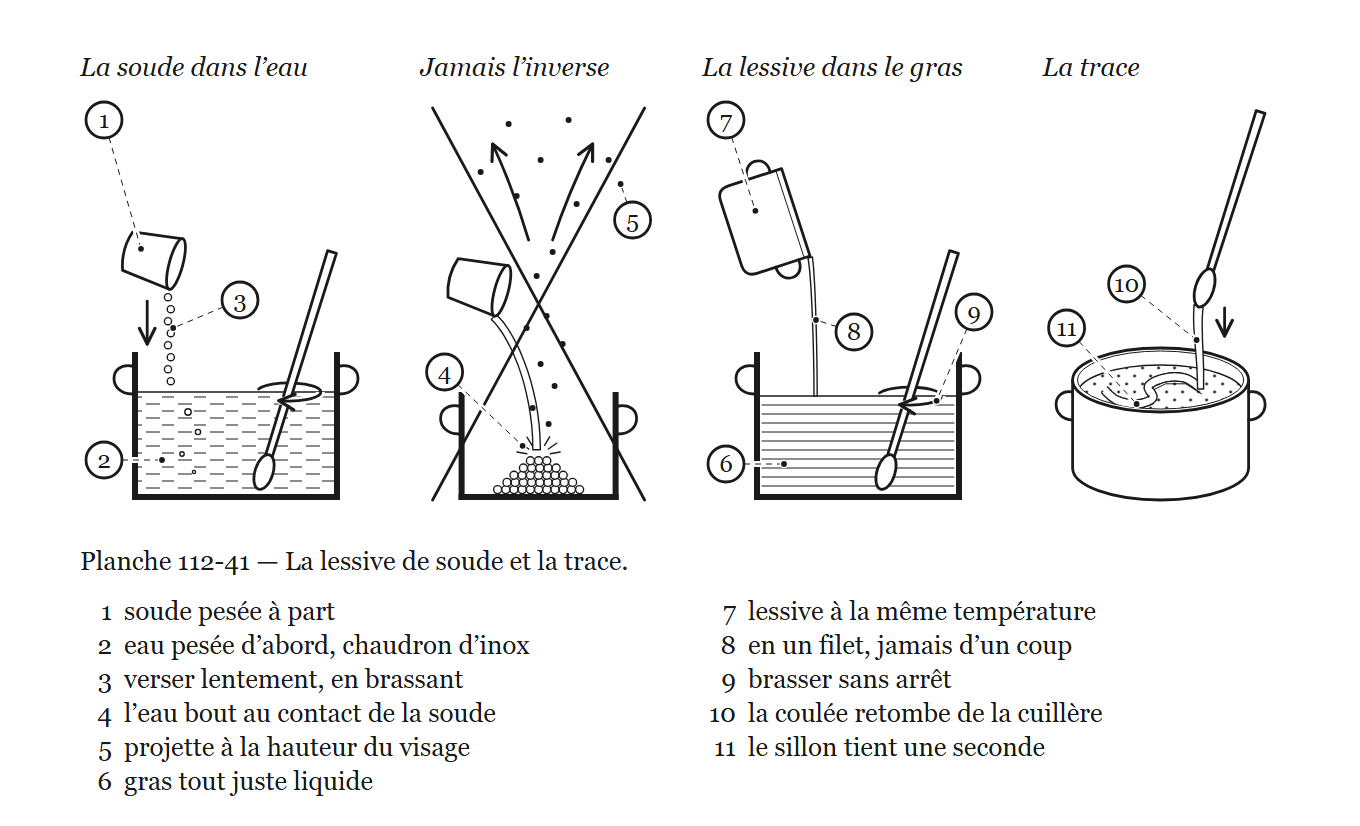 La soude dans l’eau
Jamais l’inverse
La lessive dans le gras
La trace
1
2
3
4
5
6
7
8
9
10
11
Planche 112-41 — La lessive de soude et la trace.
1 soude pesée à part
2 eau pesée d’abord, chaudron d’inox
3 verser lentement, en brassant
4 l’eau bout au contact de la soude
5 projette à la hauteur du visage
6 gras tout juste liquide
7 lessive à la même température
8 en un filet, jamais d’un coup
9 brasser sans arrêt
10 la coulée retombe de la cuillère
11 le sillon tient une seconde